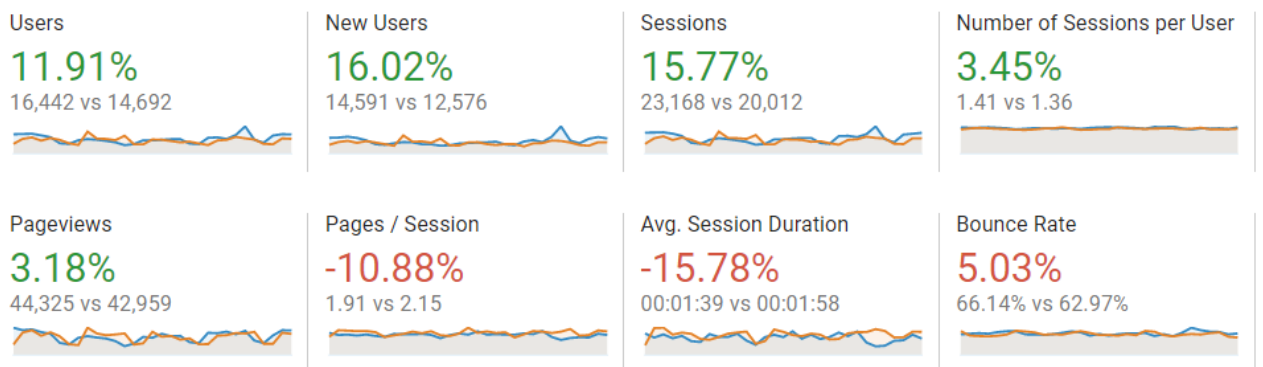 Users
11.91%
16,442 vs 14,692
New Users
16.02%
14,591 vs 12,576
Sessions
15.77%
23,168 vs 20,012
Number of Sessions per User
3.45%
1.41 vs 1.36
Pageviews
3.18%
44,325 vs 42,959
Pages / Session
-10.88%
1.91 vs 2.15
Avg. Session Duration
-15.78%
00:01:39 vs 00:01:58
Bounce Rate
5.03%
66.14% vs 62.97%